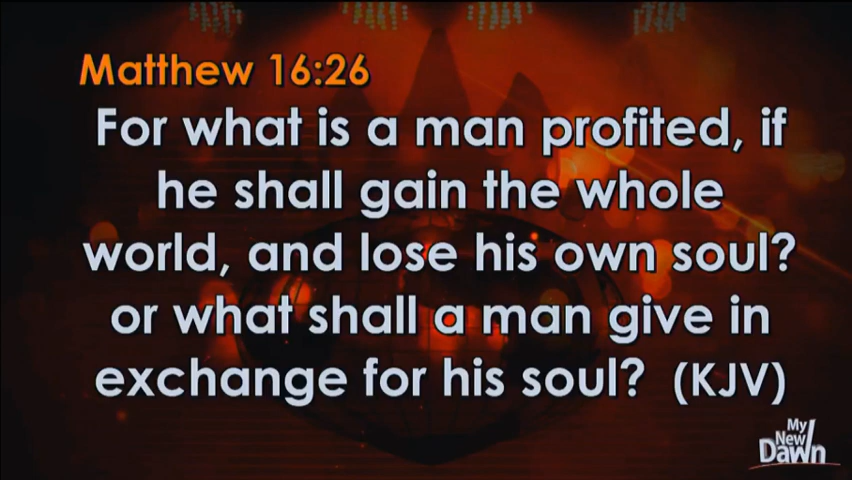 Matthew 16:26
For what is a man profited, if
he shall gain the whole
world, and lose his own soul?
or what shall a man give in
exchange for his soul? (KJV)
My
New
Dawn